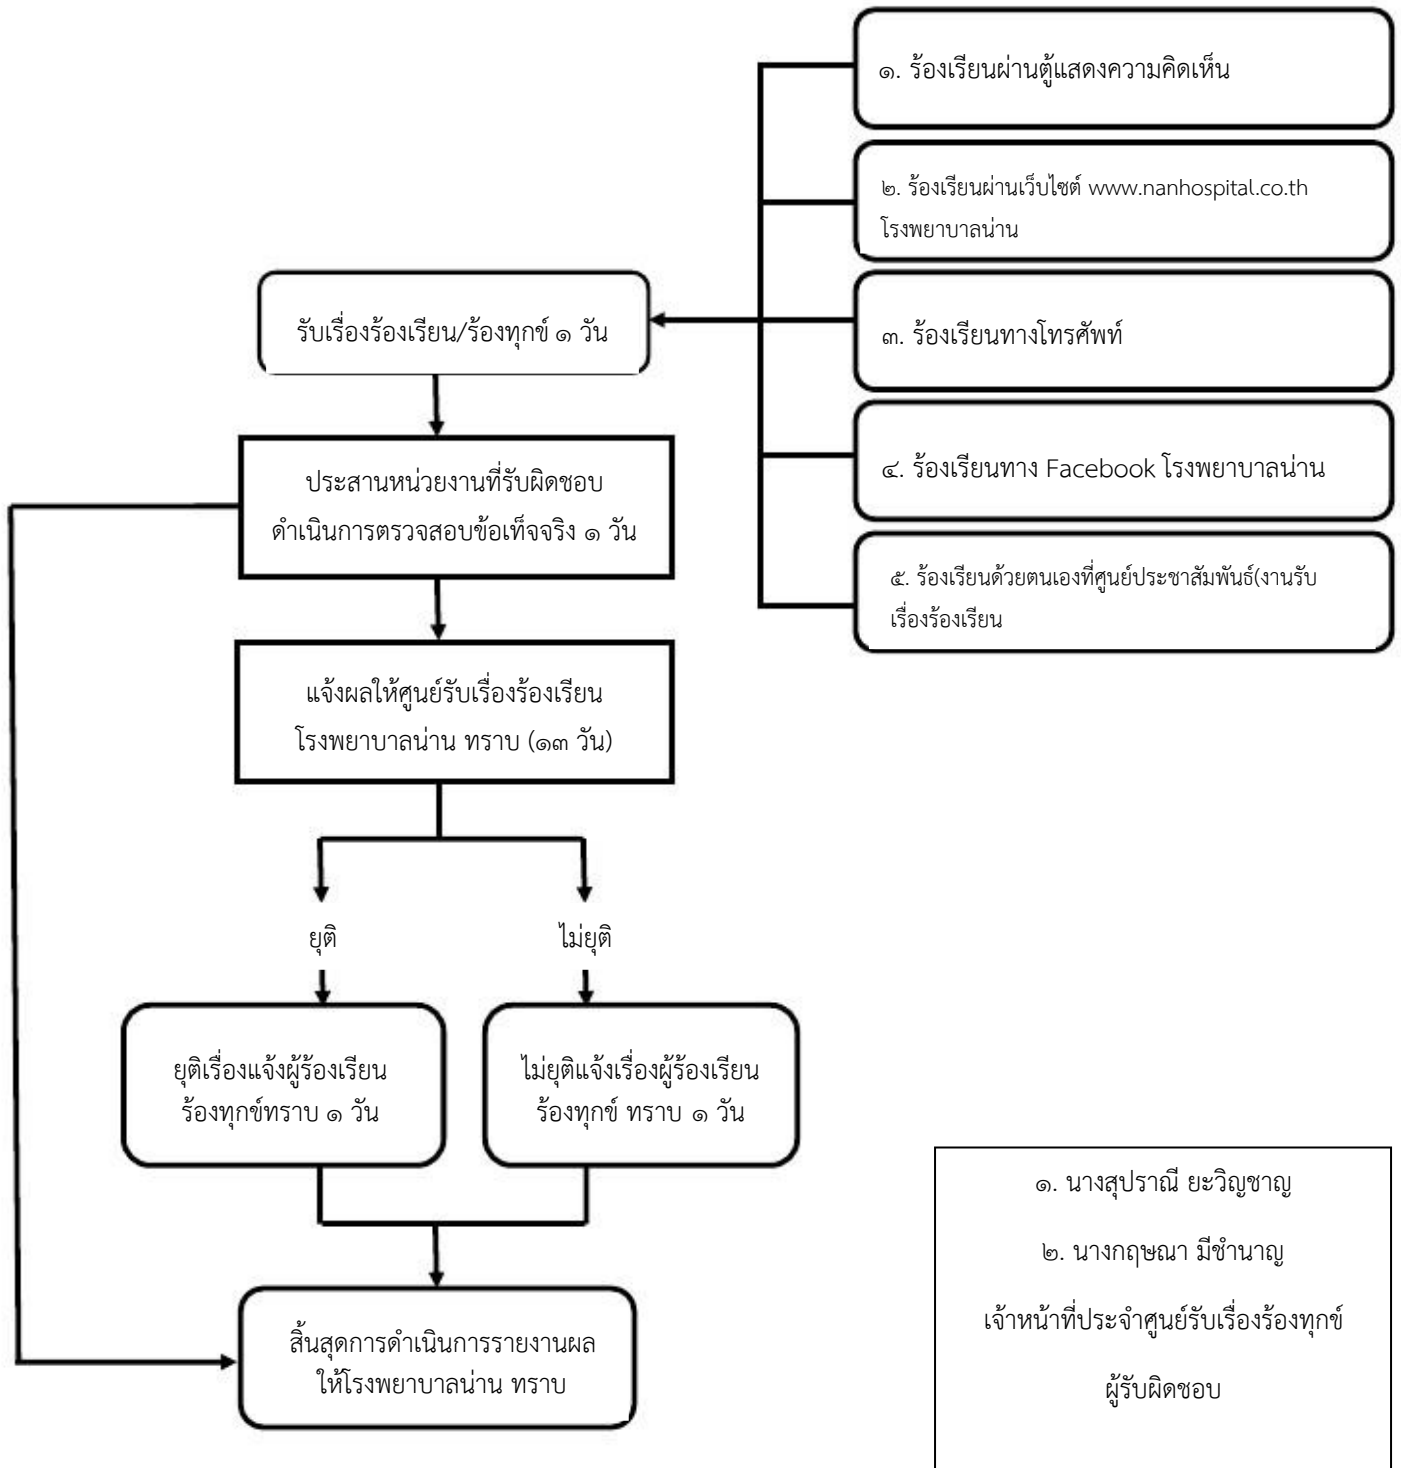 ๑. ร้องเรียนผ่านตู้แสดงความคิดเห็น
๒. ร้องเรียนผ่านเว็บไซต์ www.nanhospital.co.th
โรงพยาบาลน่าน
๓. ร้องเรียนทางโทรศัพท์
๔. ร้องเรียนทาง Facebook โรงพยาบาลน่าน
๕. ร้องเรียนด้วยตนเองที่ศูนย์ประชาสัมพันธ์(งานรับ
เรื่องร้องเรียน
รับเรื่องร้องเรียน/ร้องทุกข์ ๑ วัน
ประสานหน่วยงานที่รับผิดชอบ
ดำเนินการตรวจสอบข้อเท็จจริง ๑ วัน
แจ้งผลให้ศูนย์รับเรื่องร้องเรียน
โรงพยาบาลน่าน ทราบ (๑๓ วัน)
ยุติ
ไม่ยุติ
ยุติเรื่องแจ้งผู้ร้องเรียน
ร้องทุกข์ทราบ ๑ วัน
ไม่ยุติแจ้งเรื่องผู้ร้องเรียน
ร้องทุกข์ ทราบ ๑ วัน
สิ้นสุดการดำเนินการรายงานผล
ให้โรงพยาบาลน่าน ทราบ
๑. นางสุปราณี ยะวิญชาญ
๒. นางกฤษณา มีชำนาญ
เจ้าหน้าที่ประจำศูนย์รับเรื่องร้องทุกข์
ผู้รับผิดชอบ